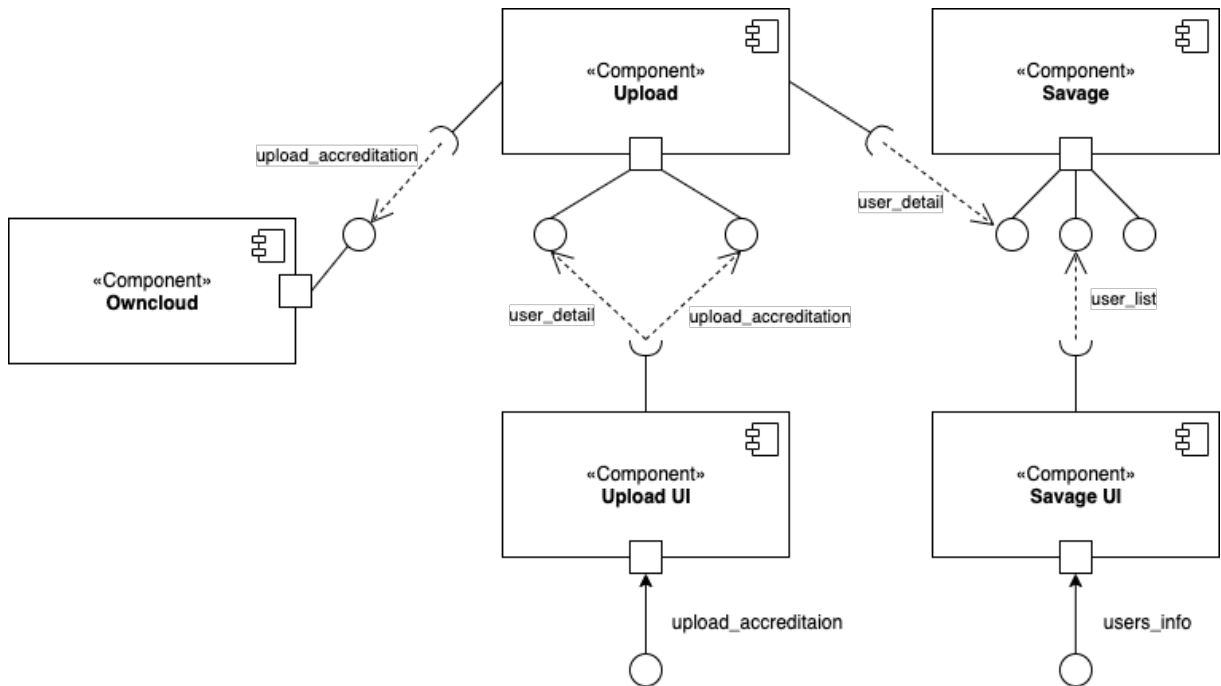 «Component»
Upload
«Component»
Savage
upload_accreditation
user_detail
«Component»
Owncloud
user_detail
upload_accreditation
user_list
«Component»
Upload UI
«Component»
Savage UI
upload_accreditaion
users_info